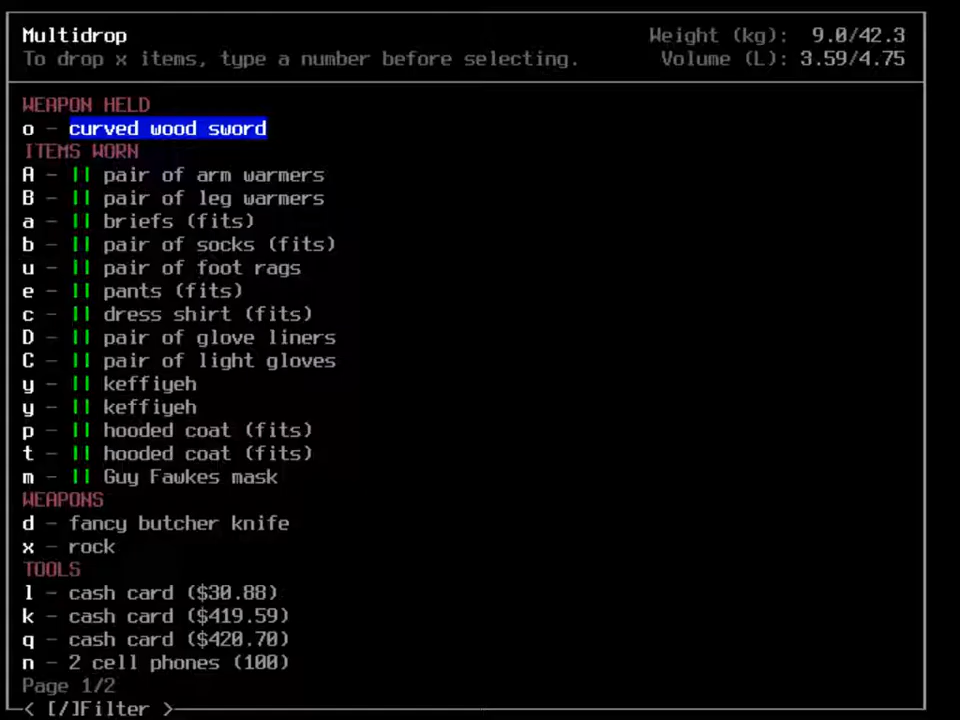 Multidrop Weight (kg): 9.0/42.3
To drop x items, type a number before selecting. Volume (L): 3.59/4.75
WEAPON HELD
o - curved wood sword
ITEMS WORN
A - || pair of arm warmers
B - || pair of leg warmers
a - || briefs (fits)
b - || pair of socks (fits)
u - || pair of foot rags
e - || pants (fits)
c - || dress shirt (fits)
D - || pair of glove liners
C - || pair of light gloves
y - || keffiyeh
y - || keffiyeh
p - || hooded coat (fits)
t - || hooded coat (fits)
m - || Guy Fawkes mask
WEAPONS
d - fancy butcher knife
x - rock
TOOLS
l - cash card ($30.88)
k - cash card ($419.59)
q - cash card ($420.70)
n - 2 cell phones (100)
Page 1/2
< [/]Filter >